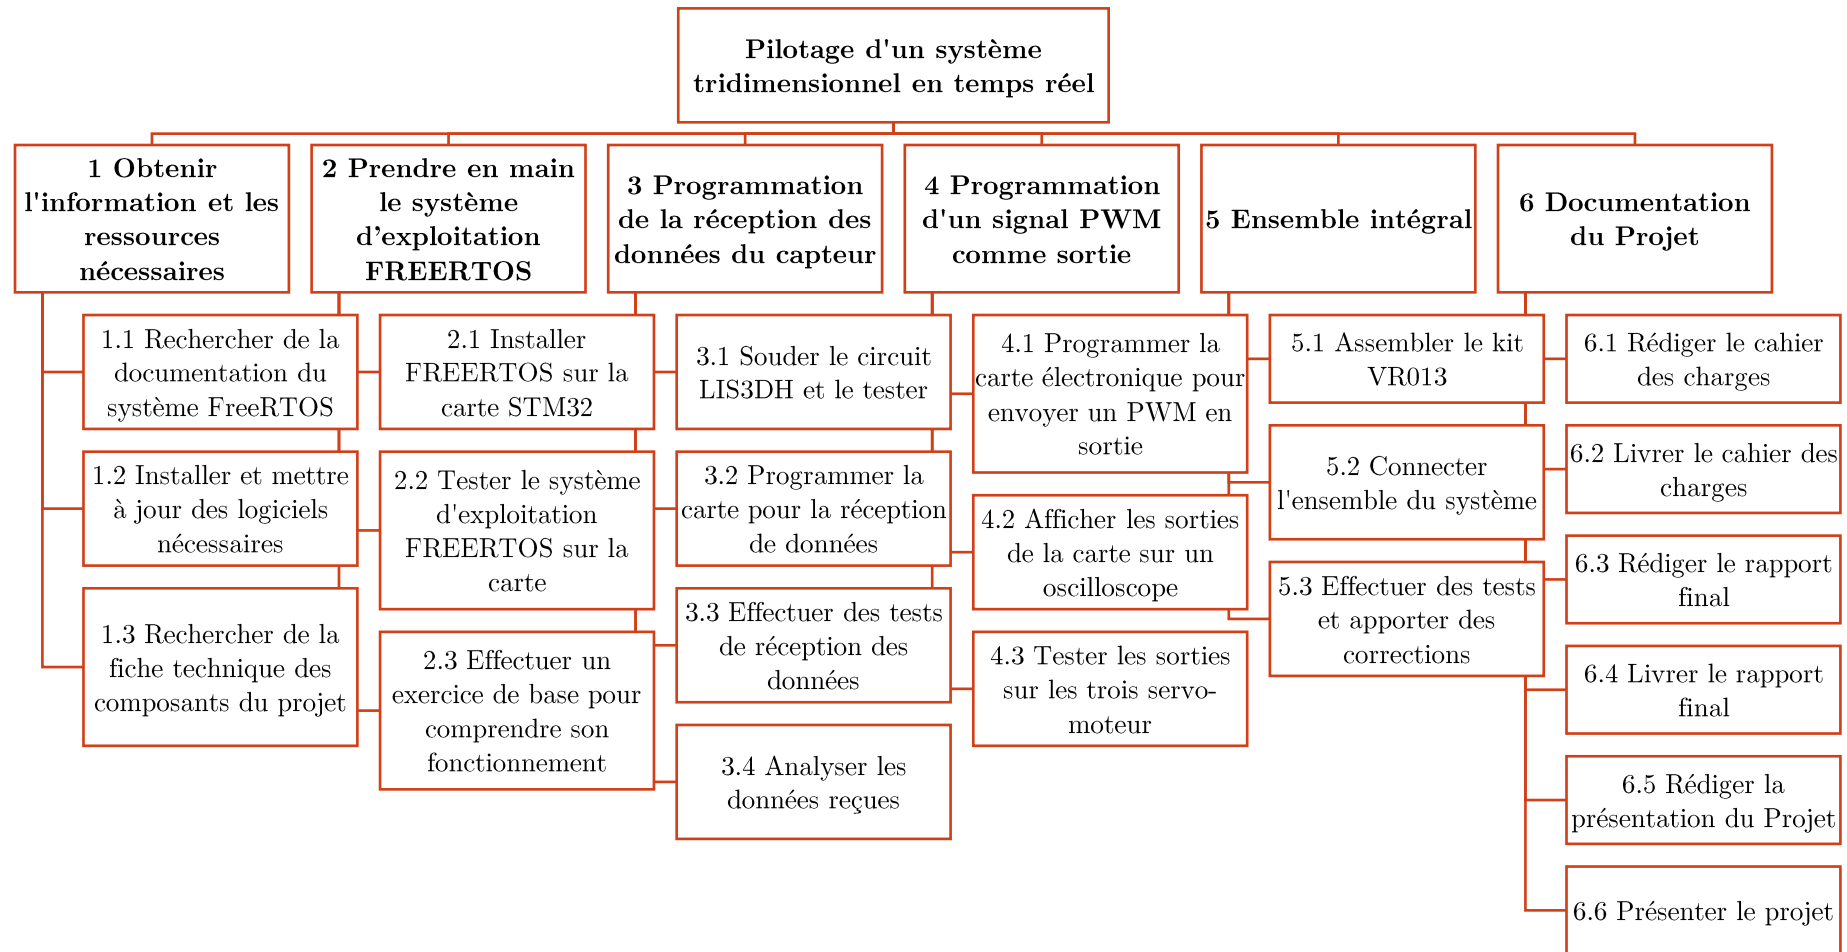 Pilotage d'un système
tridimensionnel en temps réel
1 Obtenir
l'information et les
ressources
nécessaires
2 Prendre en main
le système
d’exploitation
FREERTOS
3 Programmation
de la réception des
données du capteur
4 Programmation
d'un signal PWM
comme sortie
5 Ensemble intégral
6 Documentation
du Projet
1.1 Rechercher de la
documentation du
système FreeRTOS
1.2 Installer et mettre
à jour des logiciels
nécessaires
1.3 Rechercher de la
fiche technique des
composants du projet
2.1 Installer
FREERTOS sur la
carte STM32
2.2 Tester le système
d'exploitation
FREERTOS sur la
carte
2.3 Effectuer un
exercice de base pour
comprendre son
fonctionnement
3.1 Souder le circuit
LIS3DH et le tester
3.2 Programmer la
carte pour la réception
de données
3.3 Effectuer des tests
de réception des
données
3.4 Analyser les
données reçues
4.1 Programmer la
carte électronique pour
envoyer un PWM en
sortie
4.2 Afficher les sorties
de la carte sur un
oscilloscope
4.3 Tester les sorties
sur les trois servo-
moteur
5.1 Assembler le kit
VR013
5.2 Connecter
l'ensemble du système
5.3 Effectuer des tests
et apporter des
corrections
6.1 Rédiger le cahier
des charges
6.2 Livrer le cahier des
charges
6.3 Rédiger le rapport
final
6.4 Livrer le rapport
final
6.5 Rédiger la
présentation du Projet
6.6 Présenter le projet